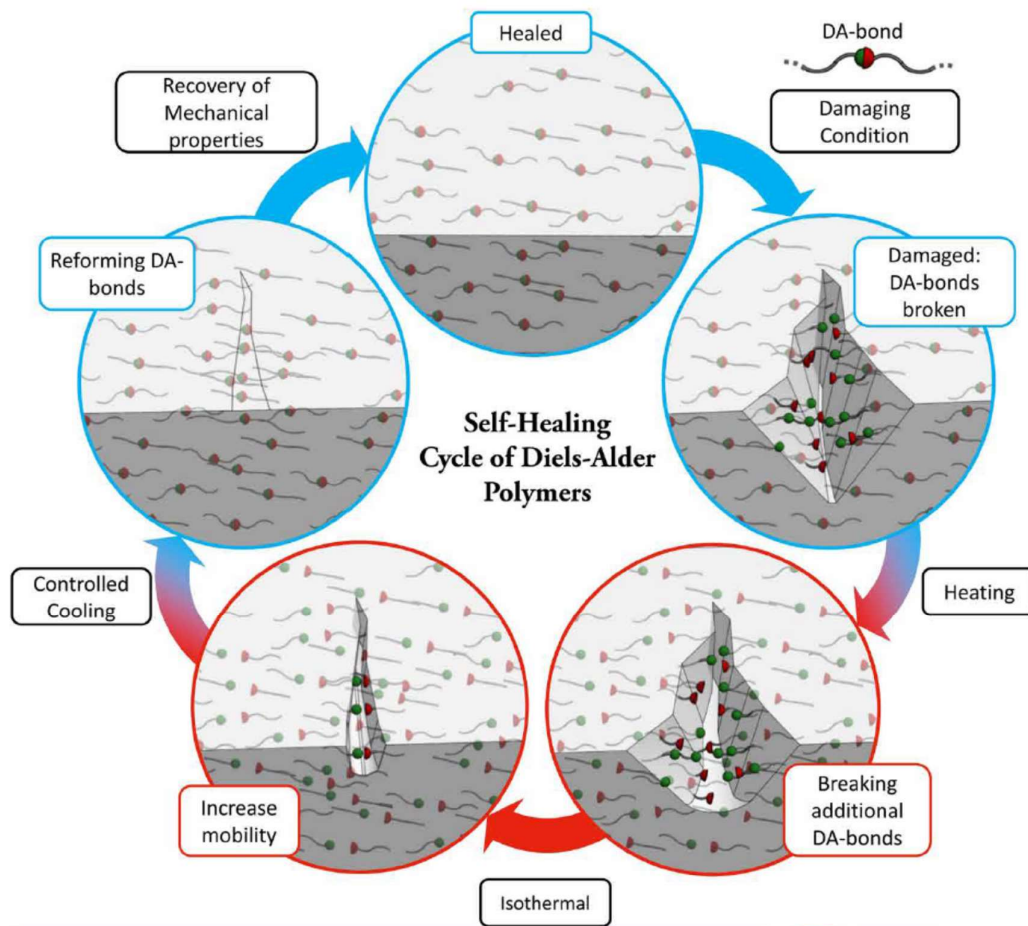 Healed
DA-bond
Damaging
Condition
Recovery of
Mechanical
properties
Reforming DA-
bonds
Damaged:
DA-bonds
broken
Self-Healing
Cycle of Diels-Alder
Polymers
Controlled
Cooling
Heating
Increase
mobility
Breaking
additional
DA-bonds
Isothermal